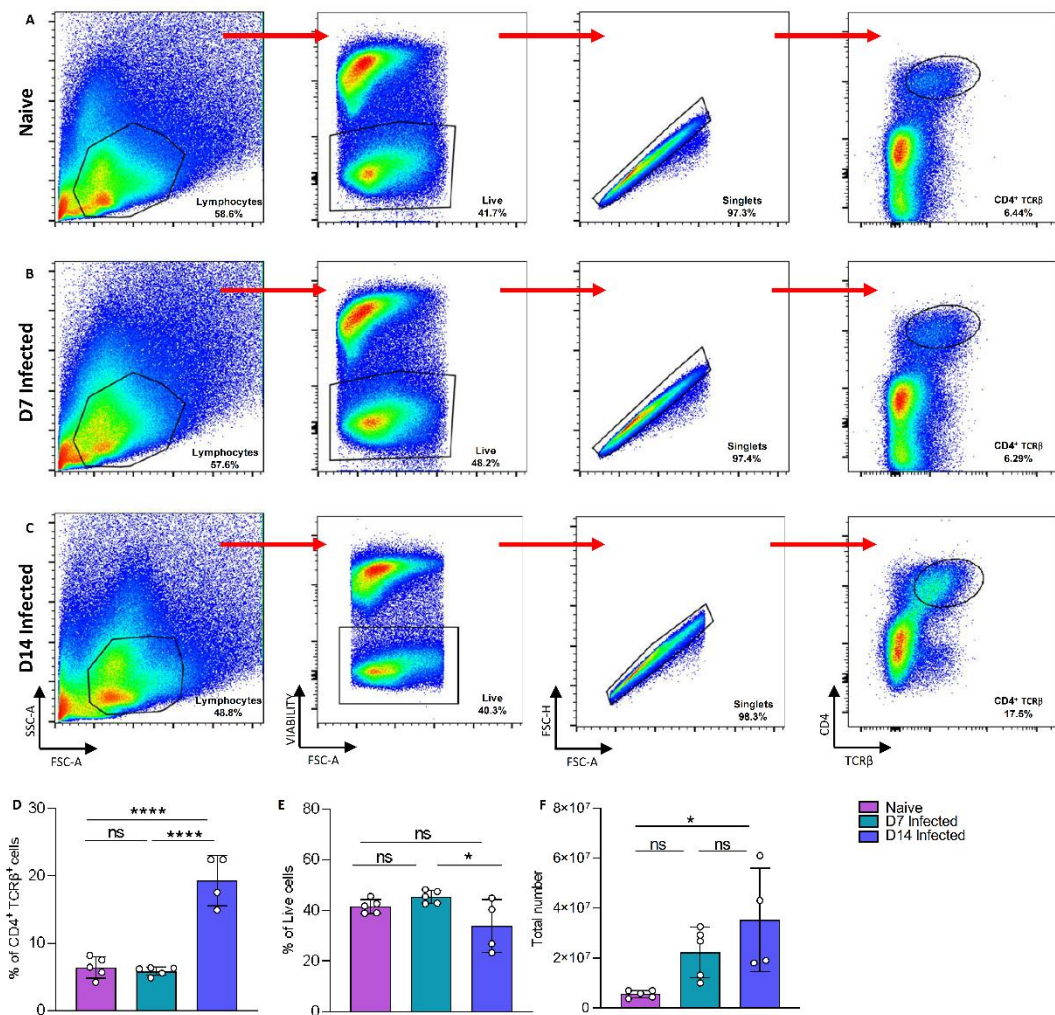 A
Naive
Lymphocytes
58.6%
Live
41.7%
Singlets
97.3%
CD4⁺ TCRβ
6.44%
B
D7 Infected
Lymphocytes
57.6%
Live
48.2%
Singlets
97.4%
CD4⁺ TCRβ
6.29%
C
D14 Infected
Lymphocytes
48.8%
Live
40.3%
Singlets
98.3%
CD4⁺ TCRβ
17.5%
SSC-A
FSC-A
VIABILITY
FSC-A
FSC-H
FSC-A
CD4
TCRβ
D
% of CD4⁺ TCRβ⁺ cells
30
20
10
0
****
ns
****
E
% of Live cells
80
60
40
20
0
ns
ns
*
F
Total number
8×10⁷
6×10⁷
4×10⁷
2×10⁷
0
*
ns
ns
Naive
D7 Infected
D14 Infected